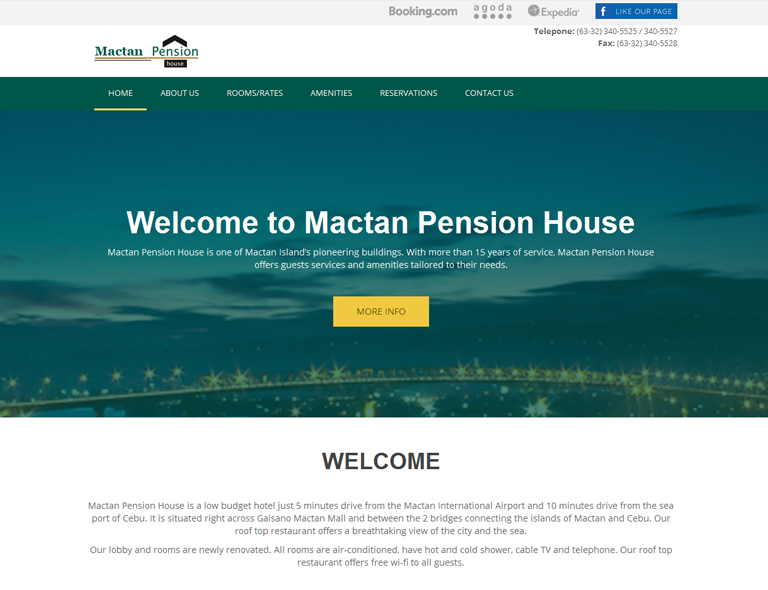 Booking.com agoda Expedia f LIKE OUR PAGE
Telepone: (63-32) 340-5525 / 340-5527
Fax: (63-32) 340-5528
Mactan Pension
house
HOME ABOUT US ROOMS/RATES AMENITIES RESERVATIONS CONTACT US
Welcome to Mactan Pension House
Mactan Pension House is one of Mactan Island's pioneering buildings. With more than 15 years of service, Mactan Pension House
offers guests services and amenities tailored to their needs.
MORE INFO
WELCOME
Mactan Pension House is a low budget hotel just 5 minutes drive from the Mactan International Airport and 10 minutes drive from the sea
port of Cebu. It is situated right across Gaisano Mactan Mall and between the 2 bridges connecting the islands of Mactan and Cebu. Our
roof top restaurant offers a breathtaking view of the city and the sea.
Our lobby and rooms are newly renovated. All rooms are air-conditioned, have hot and cold shower, cable TV and telephone. Our roof top
restaurant offers free wi-fi to all guests.